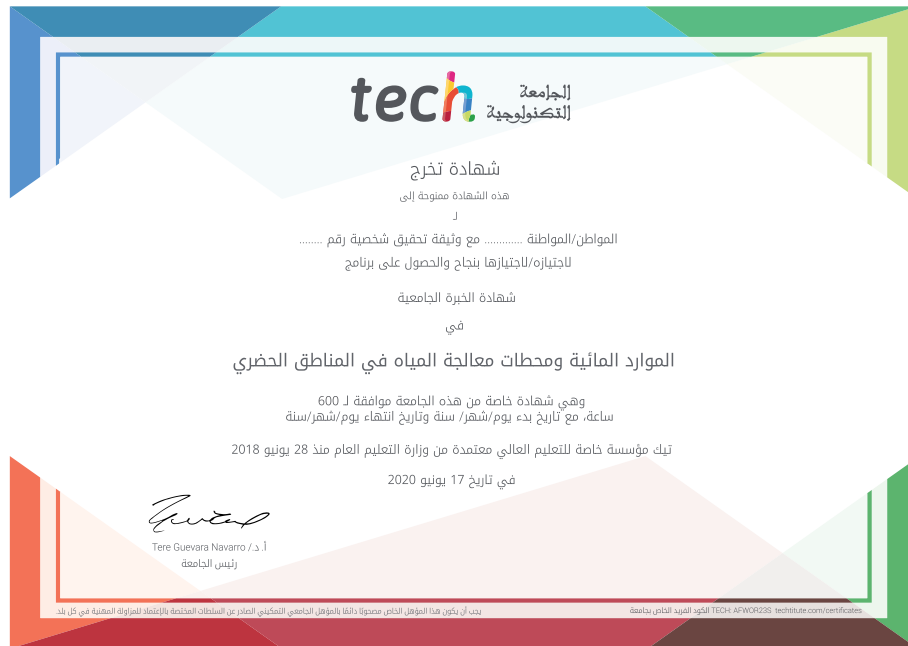 tech الجامعة
التكنولوجية
شهادة تخرج
هذه الشهادة ممنوحة إلى
لـ
المواطن/المواطنة ............ مع وثيقة تحقيق شخصية رقم ........
لاجتيازه/لاجتيازها بنجاح والحصول على برنامج
شهادة الخبرة الجامعية
في
الموارد المائية ومحطات معالجة المياه في المناطق الحضري
وهي شهادة خاصة من هذه الجامعة موافقة لـ 600
ساعة، مع تاريخ بدء يوم/شهر/ سنة وتاريخ انتهاء يوم/شهر/سنة
تيك مؤسسة خاصة للتعليم العالي معتمدة من وزارة التعليم العام منذ 28 يونيو 2018
في تاريخ 17 يونيو 2020
أ. د./ Tere Guevara Navarro
رئيس الجامعة
يجب أن يكون هذا المؤهل الخاص مصحوبًا دائمًا بالمؤهل الجامعي التمكيني الصادر عن السلطات المختصة بالإعتماد للمزاولة المهنية في كل بلد.
الكود الفريد الخاص بجامعة TECH: AFWOR23S techtitute.com/certificates